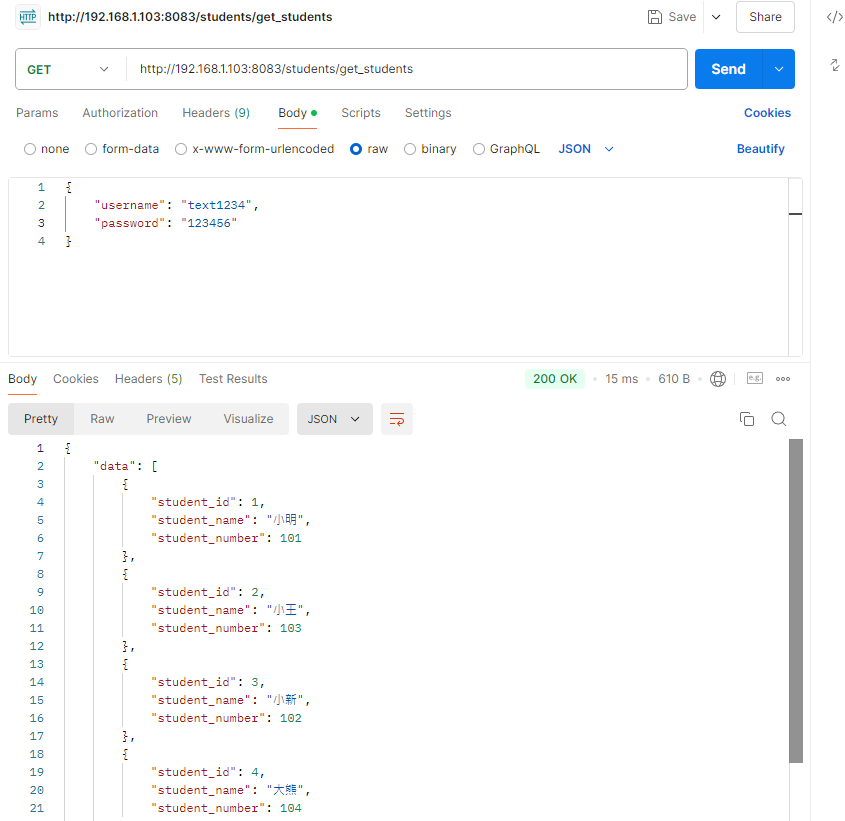 HTTP http://192.168.1.103:8083/students/get_students Save Share </>
GET http://192.168.1.103:8083/students/get_students Send
Params Authorization Headers (9) Body Scripts Settings Cookies
none form-data x-www-form-urlencoded raw binary GraphQL JSON Beautify
1 {
2 "username": "text1234",
3 "password": "123456"
4 }
Body Cookies Headers (5) Test Results 200 OK 15 ms 610 B e.g.
Pretty Raw Preview Visualize JSON
1 {
2 "data": [
3 {
4 "student_id": 1,
5 "student_name": "小明",
6 "student_number": 101
7 },
8 {
9 "student_id": 2,
10 "student_name": "小王",
11 "student_number": 103
12 },
13 {
14 "student_id": 3,
15 "student_name": "小新",
16 "student_number": 102
17 },
18 {
19 "student_id": 4,
20 "student_name": "大熊",
21 "student_number": 104